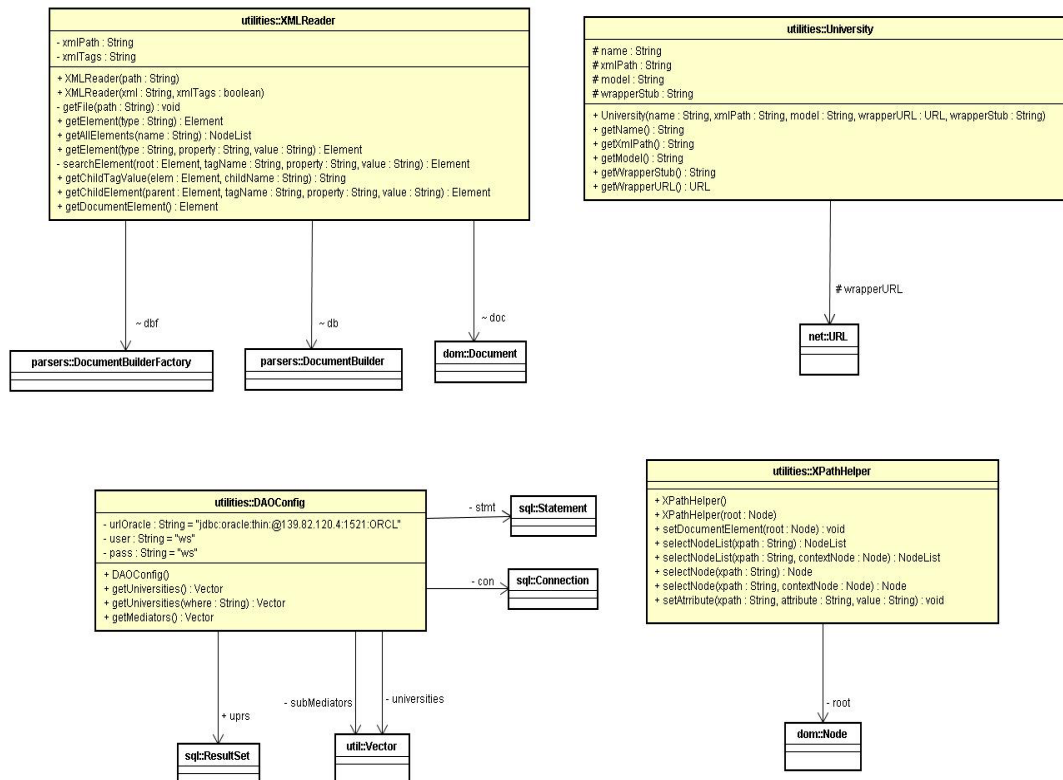 utilities::XMLReader
- xmlPath : String
- xmlTags : String
+ XMLReader(path : String)
+ XMLReader(xml : String, xmlTags : boolean)
- getFile(path : String) : void
+ getElement(type : String) : Element
+ getAllElements(name : String) : NodeList
+ getElement(type : String, property : String, value : String) : Element
- searchElement(root : Element, tagName : String, property : String, value : String) : Element
+ getChildTagValue(elem : Element, childName : String) : String
+ getChildElement(parent : Element, tagName : String, property : String, value : String) : Element
+ getDocumentElement() : Element
~ dbf
~ db
~ doc
parsers::DocumentBuilderFactory
parsers::DocumentBuilder
dom::Document
utilities::University
# name : String
# xmlPath : String
# model : String
# wrapperStub : String
+ University(name : String, xmlPath : String, model : String, wrapperURL : URL, wrapperStub : String)
+ getName() : String
+ getXmlPath() : String
+ getModel() : String
+ getWrapperStub() : String
+ getWrapperURL() : URL
# wrapperURL
net::URL
utilities::DAOConfig
- urlOracle : String = "jdbc:oracle:thin:@139.82.120.4:1521:ORCL"
- user : String = "ws"
- pass : String = "ws"
+ DAOConfig()
+ getUniversities() : Vector
+ getUniversities(where : String) : Vector
+ getMediators() : Vector
- stmt
sql::Statement
- con
sql::Connection
+ uprs
- subMediators
- universities
sql::ResultSet
util::Vector
utilities::XPathHelper
+ XPathHelper()
+ XPathHelper(root : Node)
+ setDocumentElement(root : Node) : void
+ selectNodeList(xpath : String) : NodeList
+ selectNodeList(xpath : String, contextNode : Node) : NodeList
+ selectNode(xpath : String) : Node
+ selectNode(xpath : String, contextNode : Node) : Node
+ setAtrribute(xpath : String, attribute : String, value : String) : void
- root
dom::Node